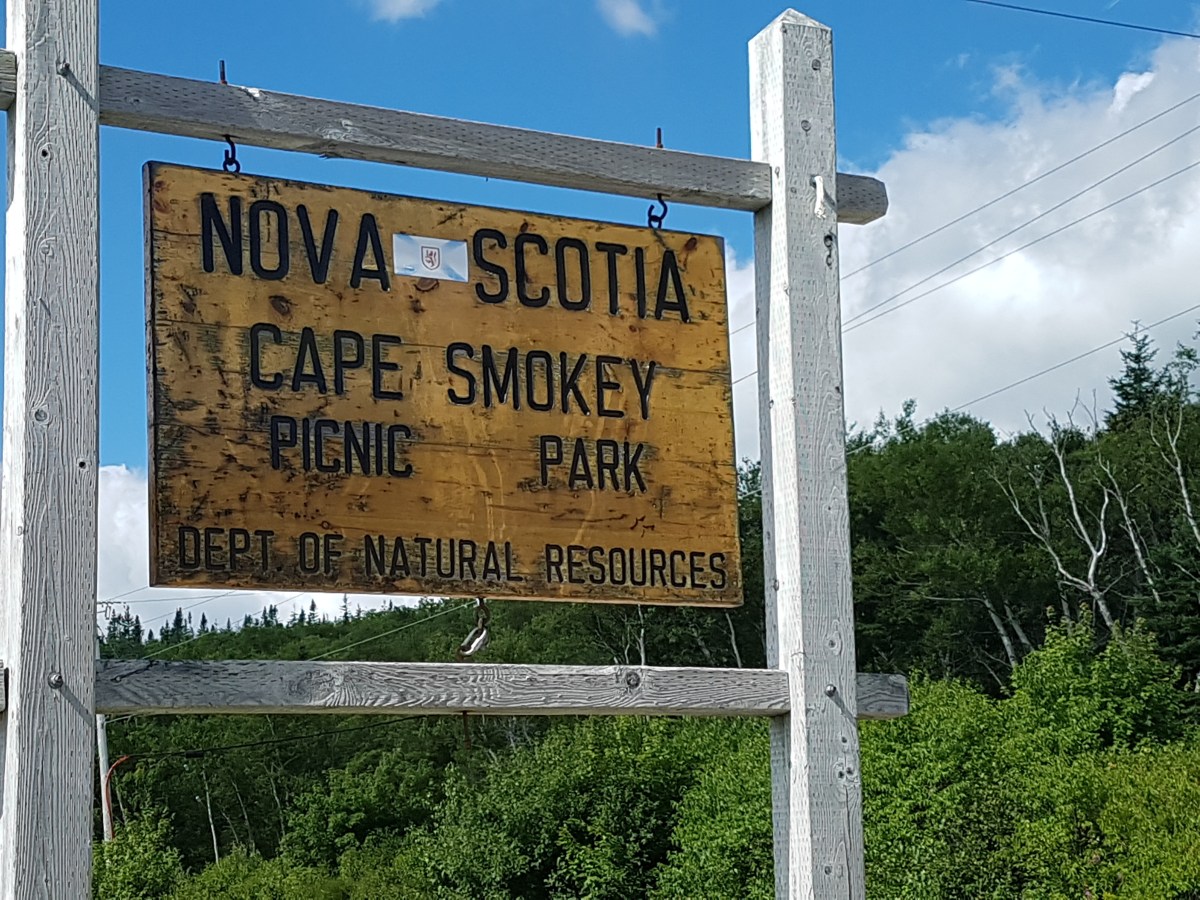 NOVA SCOTIA
CAPE SMOKEY
PICNIC PARK
DEPT. OF NATURAL RESOURCES